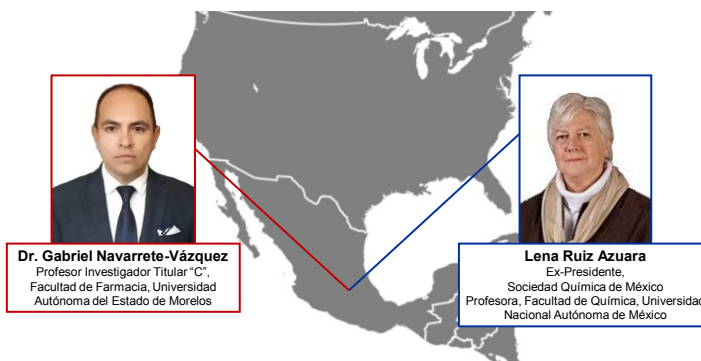 Dr. Gabriel Navarrete-Vázquez
Profesor Investigador Titular “C”,
Facultad de Farmacia, Universidad
Autónoma del Estado de Morelos
Lena Ruiz Azuara
Ex-Presidente,
Sociedad Química de México
Profesora, Facultad de Química, Universidad
Nacional Autónoma de México